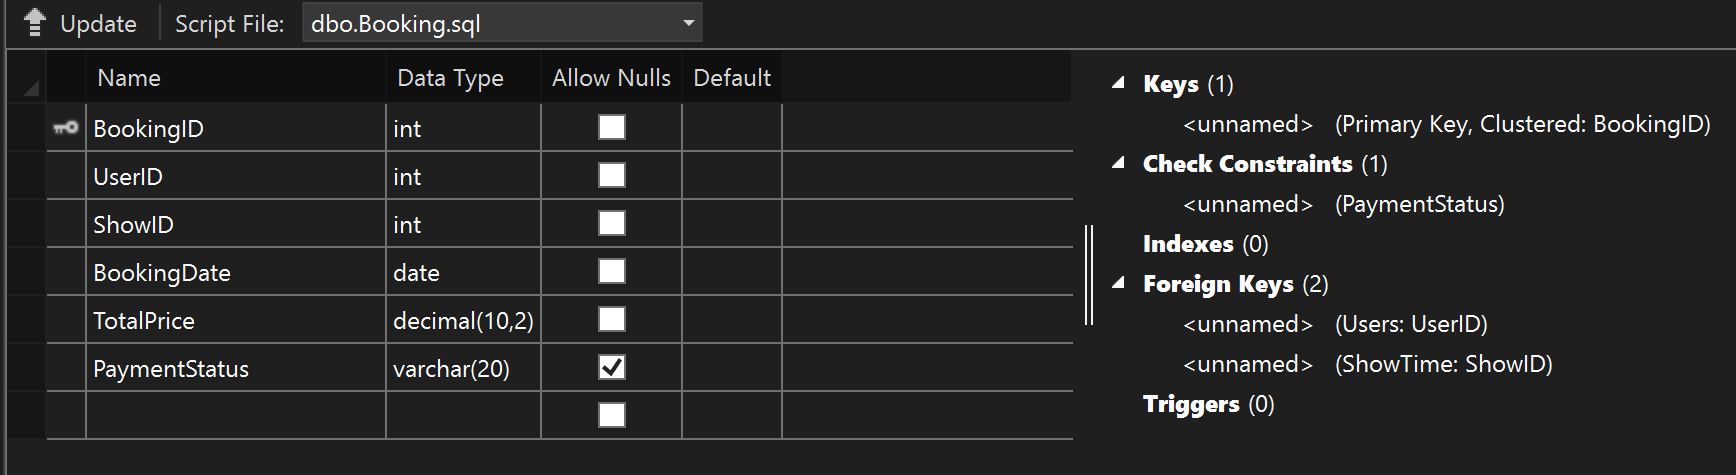 Update Script File: dbo.Booking.sql
Name Data Type Allow Nulls Default
BookingID int
UserID int
ShowID int
BookingDate date
TotalPrice decimal(10,2)
PaymentStatus varchar(20)
Keys (1)
<unnamed> (Primary Key, Clustered: BookingID)
Check Constraints (1)
<unnamed> (PaymentStatus)
Indexes (0)
Foreign Keys (2)
<unnamed> (Users: UserID)
<unnamed> (ShowTime: ShowID)
Triggers (0)